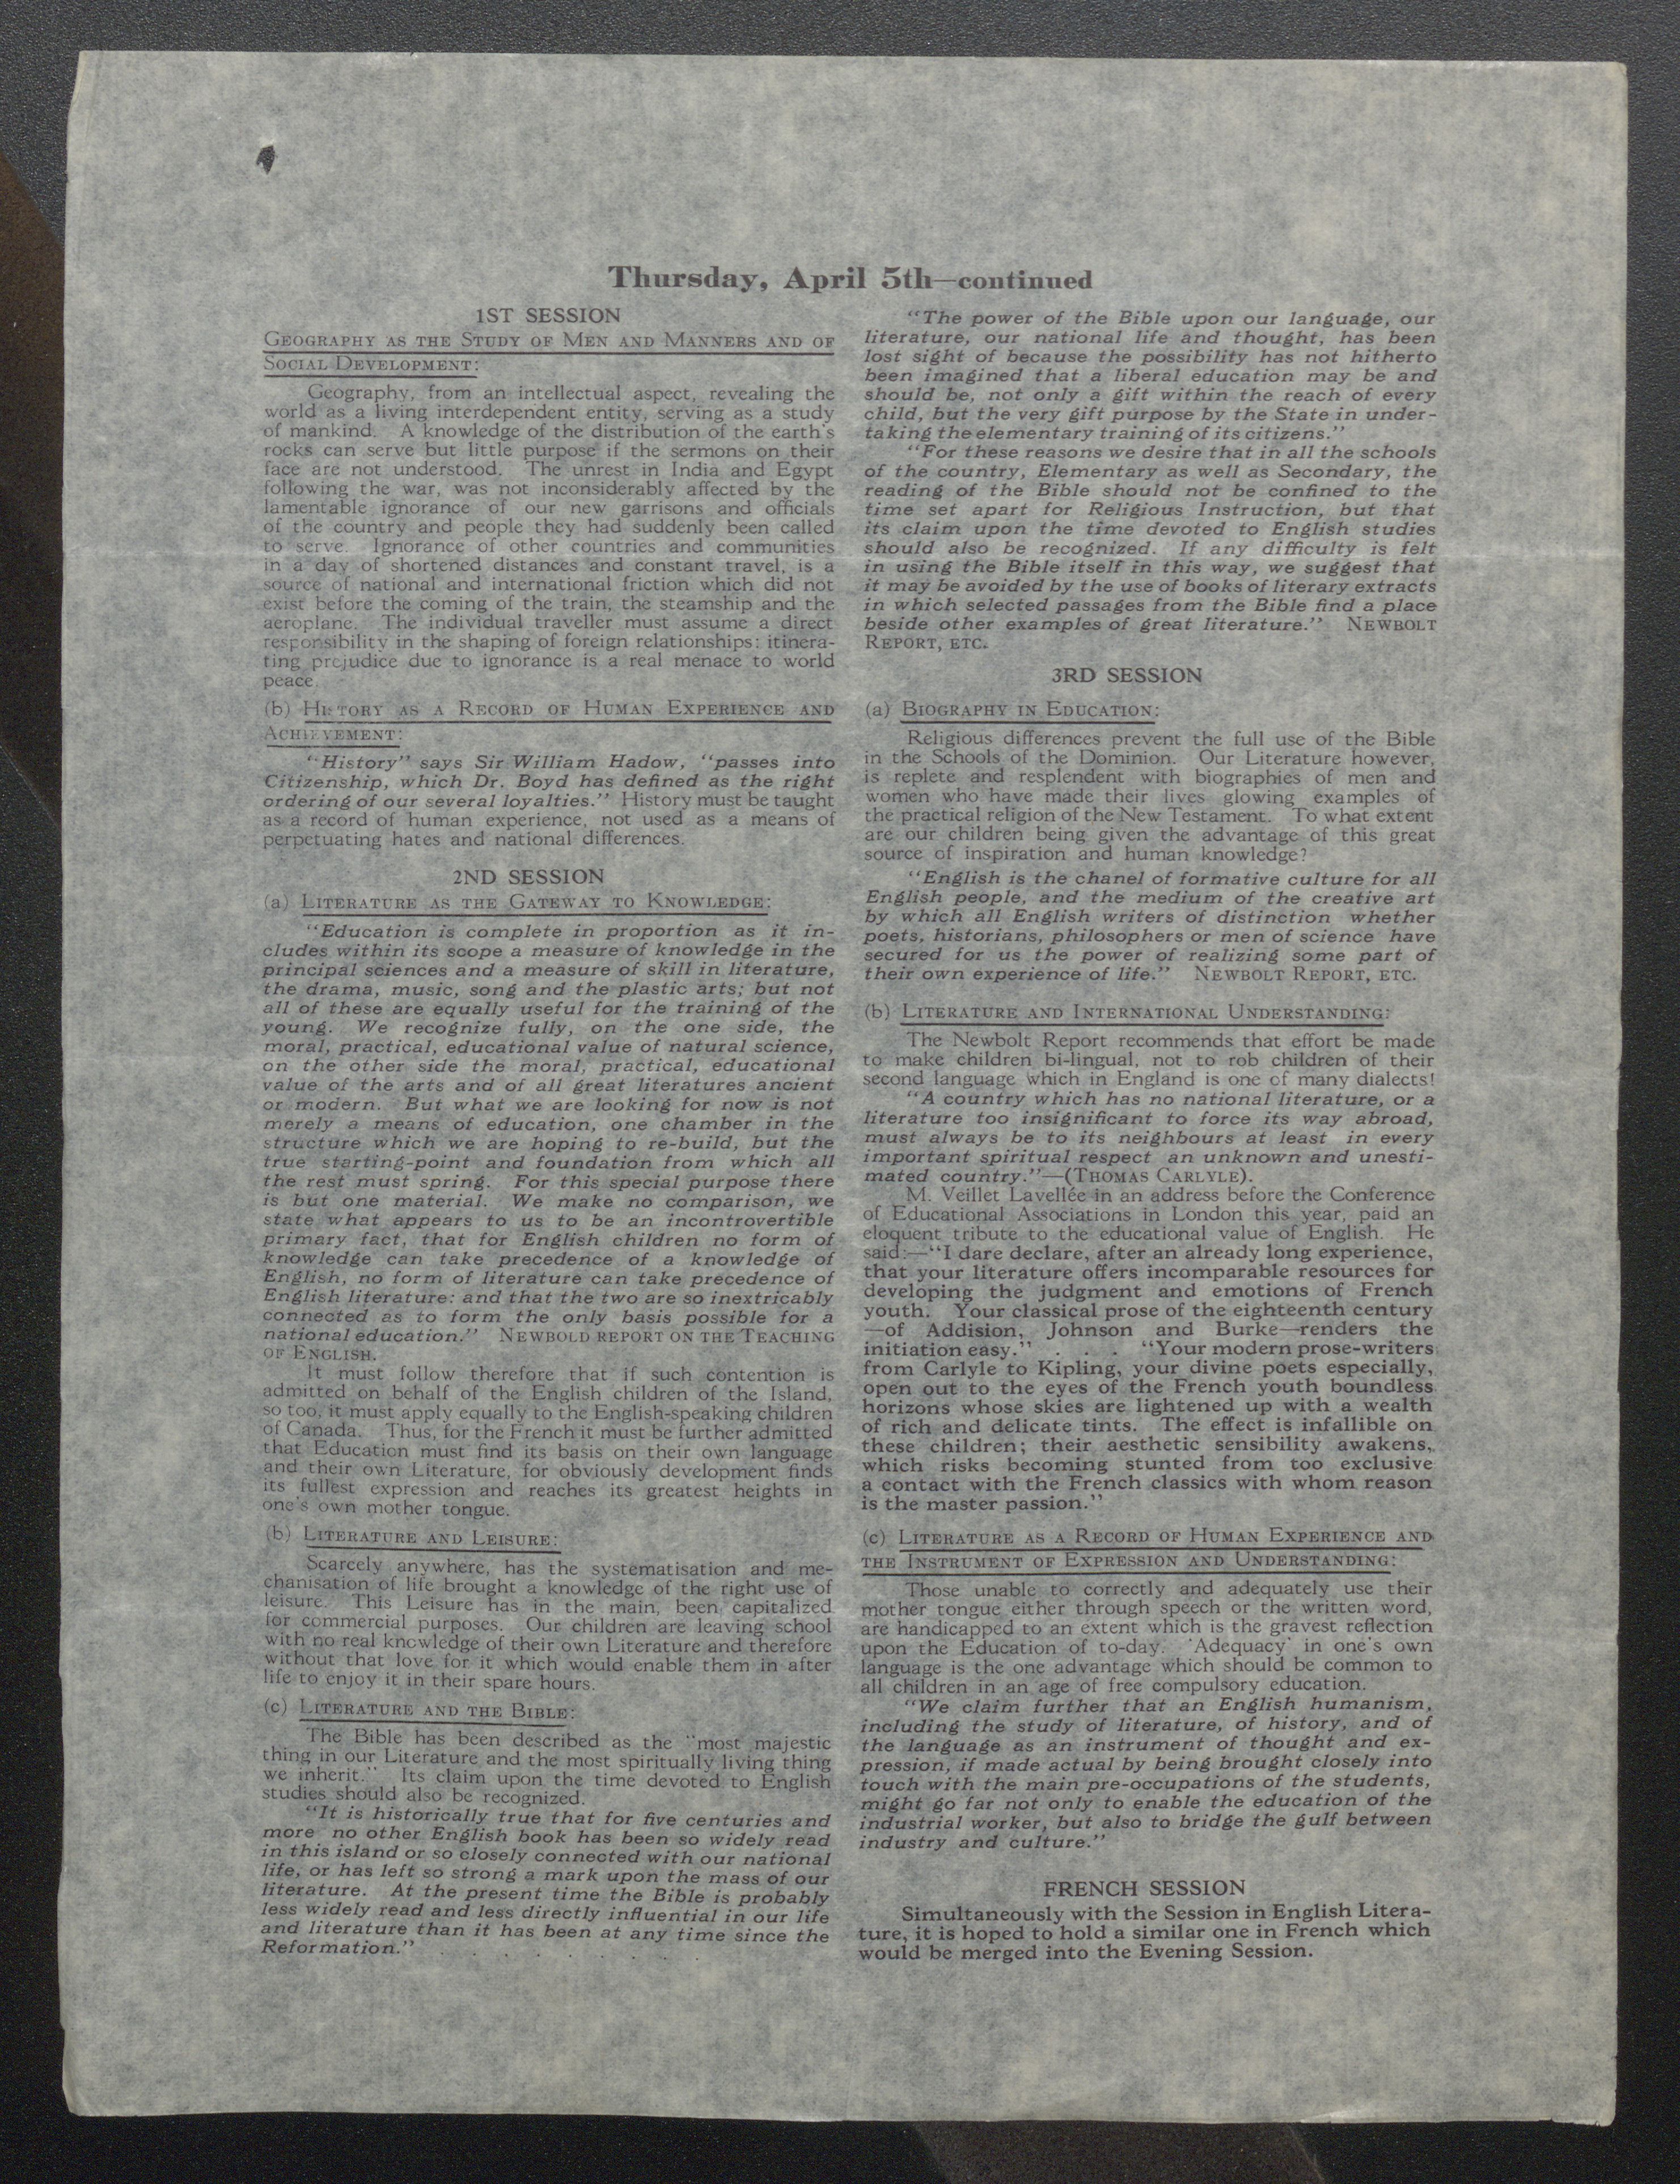 Thursday, April 5th—continued
1ST SESSION
GEOGRAPHY AS THE STUDY OF MEN AND MANNERS AND OF
SOCIAL DEVELOPMENT:
Geography, from an intellectual aspect, revealing the
world as a living interdependent entity, serving as a study
of mankind. A knowledge of the distribution of the earth's
rocks can serve but little purpose if the sermons on their
face are not understood. The unrest in India and Egypt
following the war, was not inconsiderably affected by the
lamentable ignorance of our new garrisons and officials
of the country and people they had suddenly been called
to serve. Ignorance of other countries and communities
in a day of shortened distances and constant travel, is a
source of national and international friction which did not
exist before the coming of the train, the steamship and the
aeroplane. The individual traveller must assume a direct
responsibility in the shaping of foreign relationships: itinera-
ting prejudice due to ignorance is a real menace to world
peace.
(b) HISTORY AS A RECORD OF HUMAN EXPERIENCE AND
ACHIEVEMENT:
"History" says Sir William Hadow, "passes into
Citizenship, which Dr. Boyd has defined as the right
ordering of our several loyalties." History must be taught
as a record of human experience, not used as a means of
perpetuating hates and national differences.
2ND SESSION
(a) LITERATURE AS THE GATEWAY TO KNOWLEDGE:
"Education is complete in proportion as it in-
cludes within its scope a measure of knowledge in the
principal sciences and a measure of skill in literature,
the drama, music, song and the plastic arts; but not
all of these are equally useful for the training of the
young. We recognize fully, on the one side, the
moral, practical, educational value of natural science,
on the other side the moral, practical, educational
value of the arts and of all great literatures ancient
or modern. But what we are looking for now is not
merely a means of education, one chamber in the
structure which we are hoping to re-build, but the
true starting-point and foundation from which all
the rest must spring. For this special purpose there
is but one material. We make no comparison, we
state what appears to us to be an incontrovertible
primary fact, that for English children no form of
knowledge can take precedence of a knowledge of
English, no form of literature can take precedence of
English literature: and that the two are so inextricably
connected as to form the only basis possible for a
national education." NEWBOLD REPORT ON THE TEACHING
OF ENGLISH.
It must follow therefore that if such contention is
admitted on behalf of the English children of the Island,
so too, it must apply equally to the English-speaking children
of Canada. Thus, for the French it must be further admitted
that Education must find its basis on their own language
and their own Literature, for obviously development finds
its fullest expression and reaches its greatest heights in
one's own mother tongue.
(b) LITERATURE AND LEISURE:
Scarcely anywhere, has the systematisation and me-
chanisation of life brought a knowledge of the right use of
leisure. This Leisure has in the main, been capitalized
for commercial purposes. Our children are leaving school
with no real knowledge of their own Literature and therefore
without that love for it which would enable them in after
life to enjoy it in their spare hours.
(c) LITERATURE AND THE BIBLE:
The Bible has been described as the "most majestic
thing in our Literature and the most spiritually living thing
we inherit." Its claim upon the time devoted to English
studies should also be recognized.
"It is historically true that for five centuries and
more no other English book has been so widely read
in this island or so closely connected with our national
life, or has left so strong a mark upon the mass of our
literature. At the present time the Bible is probably
less widely read and less directly influential in our life
and literature than it has been at any time since the
Reformation." . . . . . . . .
"The power of the Bible upon our language, our
literature, our national life and thought, has been
lost sight of because the possibility has not hitherto
been imagined that a liberal education may be and
should be, not only a gift within the reach of every
child, but the very gift purpose by the State in under-
taking the elementary training of its citizens."
"For these reasons we desire that in all the schools
of the country, Elementary as well as Secondary, the
reading of the Bible should not be confined to the
time set apart for Religious Instruction, but that
its claim upon the time devoted to English studies
should also be recognized. If any difficulty is felt
in using the Bible itself in this way, we suggest that
it may be avoided by the use of books of literary extracts
in which selected passages from the Bible find a place
beside other examples of great literature." NEWBOLT
REPORT, ETC.
3RD SESSION
(a) BIOGRAPHY IN EDUCATION:
Religious differences prevent the full use of the Bible
in the Schools of the Dominion. Our Literature however,
is replete and resplendent with biographies of men and
women who have made their lives glowing examples of
the practical religion of the New Testament. To what extent
are our children being given the advantage of this great
source of inspiration and human knowledge?
"English is the chanel of formative culture for all
English people, and the medium of the creative art
by which all English writers of distinction whether
poets, historians, philosophers or men of science have
secured for us the power of realizing some part of
their own experience of life." NEWBOLT REPORT, ETC.
(b) LITERATURE AND INTERNATIONAL UNDERSTANDING:
The Newbolt Report recommends that effort be made
to make children bi-lingual, not to rob children of their
second language which in England is one of many dialects!
"A country which has no national literature, or a
literature too insignificant to force its way abroad,
must always be to its neighbours at least in every
important spiritual respect an unknown and unesti-
mated country."—(THOMAS CARLYLE).
M. Veillet Lavellée in an address before the Conference
of Educational Associations in London this year, paid an
eloquent tribute to the educational value of English. He
said:—"I dare declare, after an already long experience,
that your literature offers incomparable resources for
developing the judgment and emotions of French
youth. Your classical prose of the eighteenth century
—of Addision, Johnson and Burke—renders the
initiation easy." . . . "Your modern prose-writers
from Carlyle to Kipling, your divine poets especially,
open out to the eyes of the French youth boundless
horizons whose skies are lightened up with a wealth
of rich and delicate tints. The effect is infallible on
these children; their aesthetic sensibility awakens,
which risks becoming stunted from too exclusive
a contact with the French classics with whom reason
is the master passion."
(c) LITERATURE AS A RECORD OF HUMAN EXPERIENCE AND
THE INSTRUMENT OF EXPRESSION AND UNDERSTANDING:
Those unable to correctly and adequately use their
mother tongue either through speech or the written word,
are handicapped to an extent which is the gravest reflection
upon the Education of to-day. 'Adequacy' in one's own
language is the one advantage which should be common to
all children in an age of free compulsory education.
"We claim further that an English humanism,
including the study of literature, of history, and of
the language as an instrument of thought and ex-
pression, if made actual by being brought closely into
touch with the main pre-occupations of the students,
might go far not only to enable the education of the
industrial worker, but also to bridge the gulf between
industry and culture."
FRENCH SESSION
Simultaneously with the Session in English Litera-
ture, it is hoped to hold a similar one in French which
would be merged into the Evening Session.